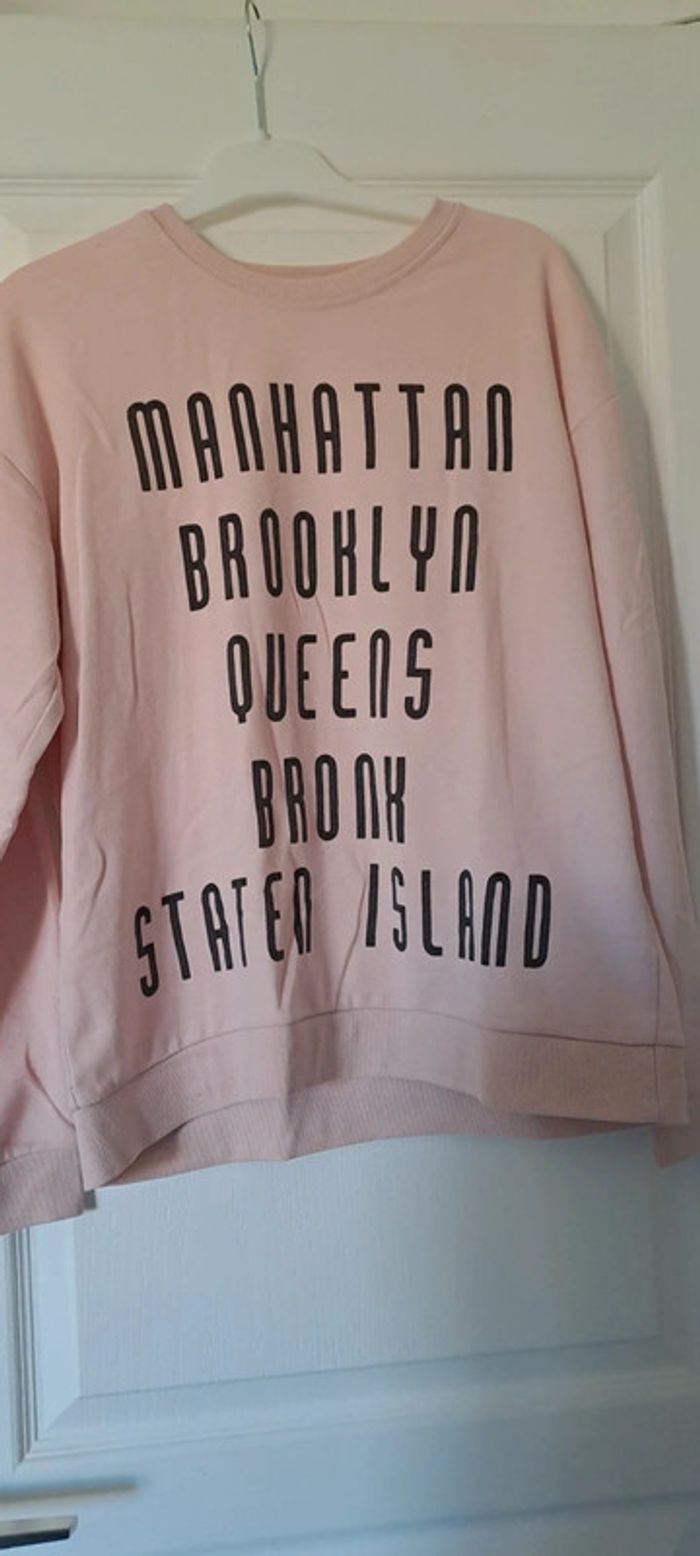 MANHATTAN
BROOKLYN
QUEENS
BRONX
STATEN ISLAND